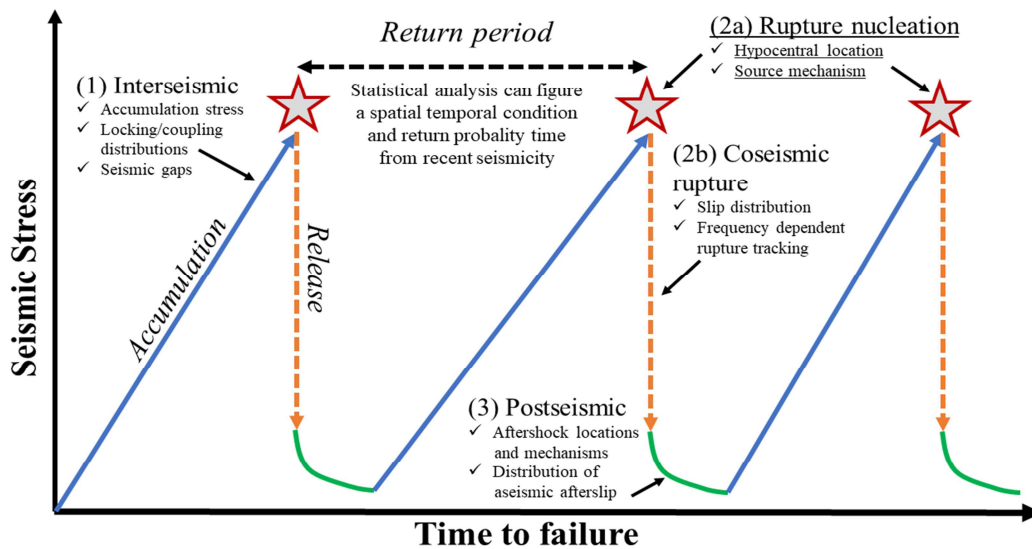 Return period
Statistical analysis can figure
a spatial temporal condition
and return probality time
from recent seismicity
(1) Interseismic
✓ Accumulation stress
✓ Locking/coupling
distributions
✓ Seismic gaps
(2a) Rupture nucleation
✓ Hypocentral location
✓ Source mechanism
(2b) Coseismic
rupture
✓ Slip distribution
✓ Frequency dependent
rupture tracking
Accumulation
Release
(3) Postseismic
✓ Aftershock locations
and mechanisms
✓ Distribution of
aseismic afterslip
Seismic Stress
Time to failure